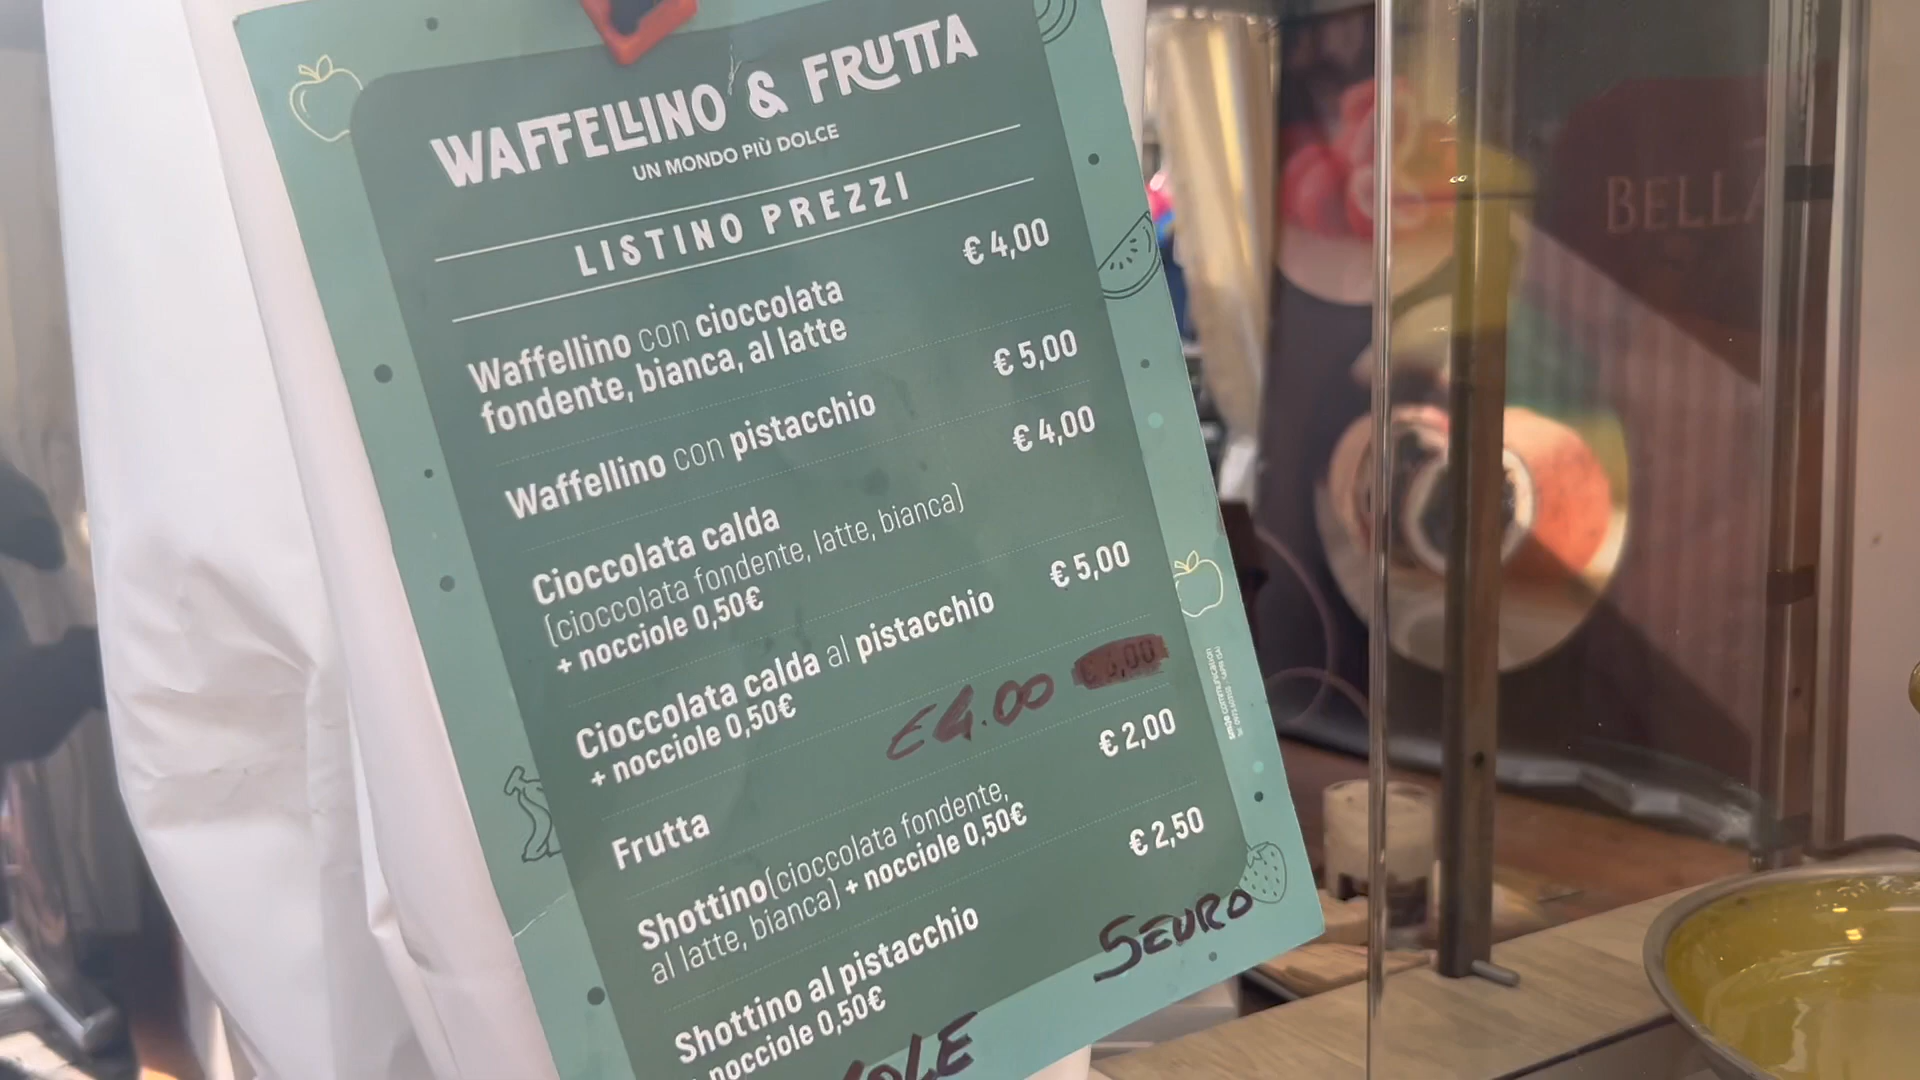 WAFFELLINO & FRUTTA
UN MONDO PIÙ DOLCE
LISTINO PREZZI
Waffellino con cioccolata € 4,00
fondente, bianca, al latte
Waffellino con pistacchio € 5,00
Cioccolata calda € 4,00
(cioccolata fondente, latte, bianca)
+ nocciole 0,50€
Cioccolata calda al pistacchio € 5,00
+ nocciole 0,50€
Frutta €4.00
Shottino (cioccolata fondente, € 2,00
al latte, bianca) + nocciole 0,50€
Shottino al pistacchio € 2,50
nocciole 0,50€
5EURO
BELLA